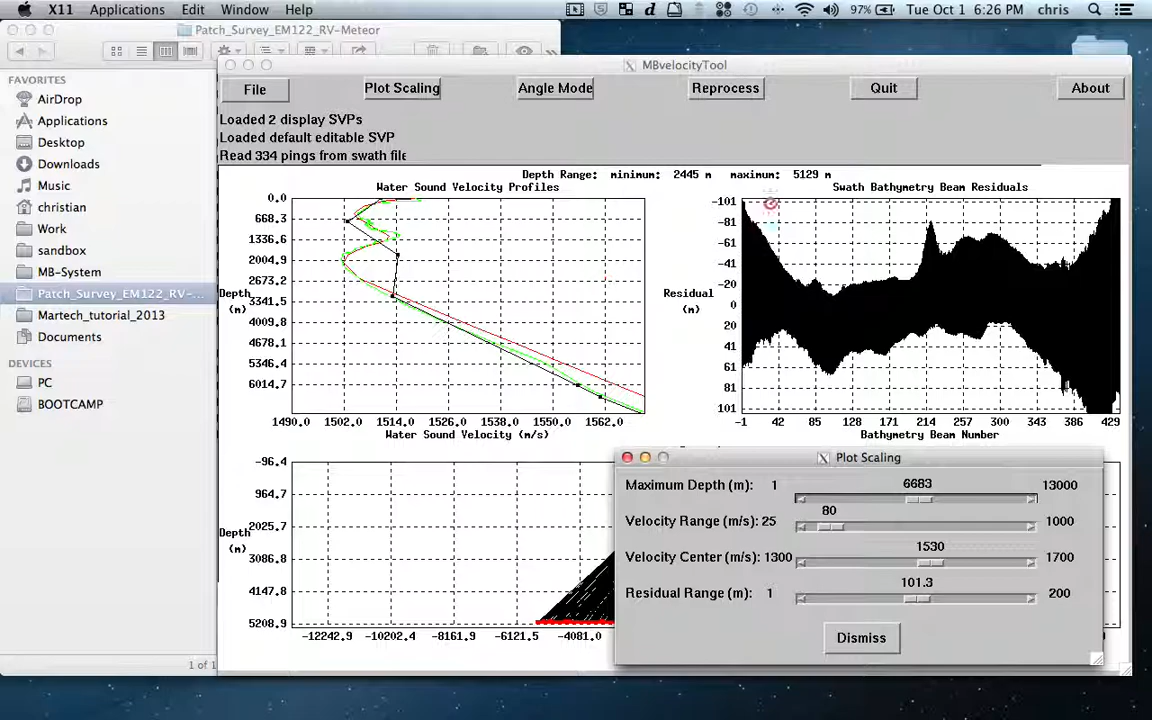 X11 Applications Edit Window Help 97% Tue Oct 1 6:26 PM chris
Patch_Survey_EM122_RV-Meteor
MBvelocityTool
File Plot Scaling Angle Mode Reprocess Quit About
FAVORITES
AirDrop
Applications
Desktop
Downloads
Music
christian
Work
sandbox
MB-System
Patch_Survey_EM122_RV-...
Martech_tutorial_2013
Documents
DEVICES
PC
BOOTCAMP
1 of 1
Loaded 2 display SVPs
Loaded default editable SVP
Read 334 pings from swath file
Depth Range: minimum: 2445 m maximum: 5129 m
Water Sound Velocity Profiles
0.0
668.3
1336.6
2004.9
2673.2
3341.5
4009.8
4678.1
5346.4
6014.7
Depth
(m)
1490.0 1502.0 1514.0 1526.0 1538.0 1550.0 1562.0
Water Sound Velocity (m/s)
Swath Bathymetry Beam Residuals
-101
-81
-61
-41
-20
0
20
41
61
81
101
Residual
(m)
-1 42 85 128 171 214 257 300 343 386 429
Bathymetry Beam Number
-96.4
964.7
2025.7
3086.8
4147.8
5208.9
Depth
(m)
-12242.9 -10202.4 -8161.9 -6121.5 -4081.0
Plot Scaling
Maximum Depth (m): 1 6683 13000
Velocity Range (m/s): 25 80 1000
Velocity Center (m/s): 1300 1530 1700
Residual Range (m): 1 101.3 200
Dismiss